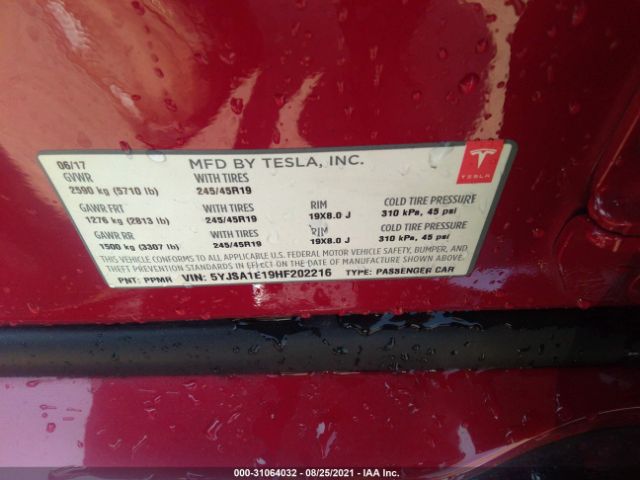 06/17 MFD BY TESLA, INC.
GVWR WITH TIRES
2590 kg (5710 lb) 245/45R19
TESLA
GAWR FRT WITH TIRES RIM COLD TIRE PRESSURE
1276 kg (2813 lb) 245/45R19 19X8.0 J 310 kPa, 45 psi
GAWR RR WITH TIRES RIM COLD TIRE PRESSURE
1500 kg (3307 lb) 245/45R19 19X8.0 J 310 kPa, 45 psi
THIS VEHICLE CONFORMS TO ALL APPLICABLE U.S. FEDERAL MOTOR VEHICLE SAFETY, BUMPER, AND
THEFT PREVENTION STANDARDS IN EFFECT ON THE DATE OF MANUFACTURE SHOWN ABOVE.
PNT: PPMR VIN: 5YJSA1E19HF202216 TYPE: PASSENGER CAR
000-31064032 - 08/25/2021 - IAA Inc.